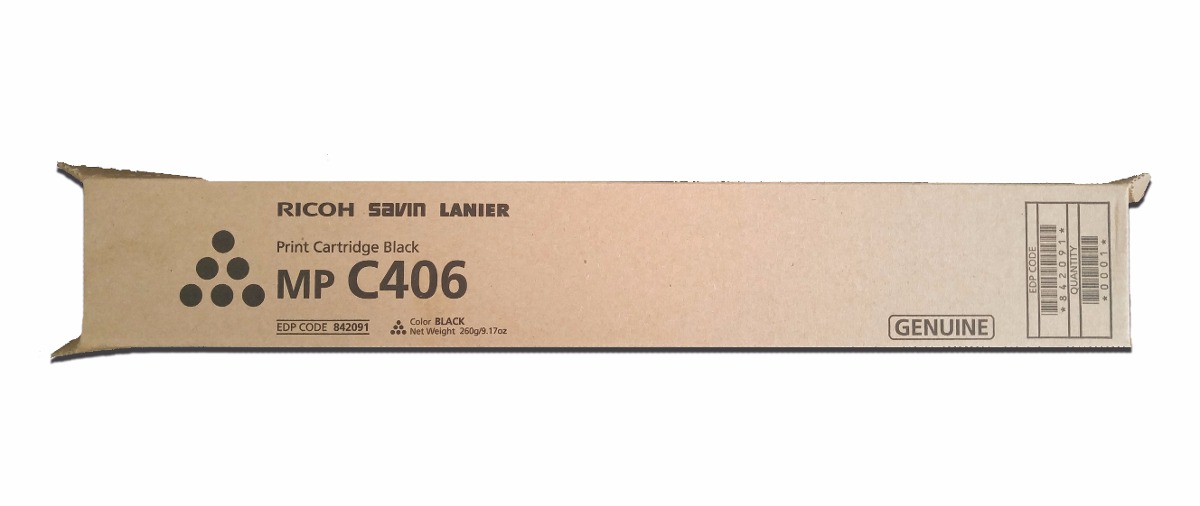 RICOH savin LANIER
Print Cartridge Black
MP C406
EDP CODE 842091
Color BLACK
Net Weight 260g/9.17oz
GENUINE
EDP CODE
*842091*
QUANTITY
*0001*